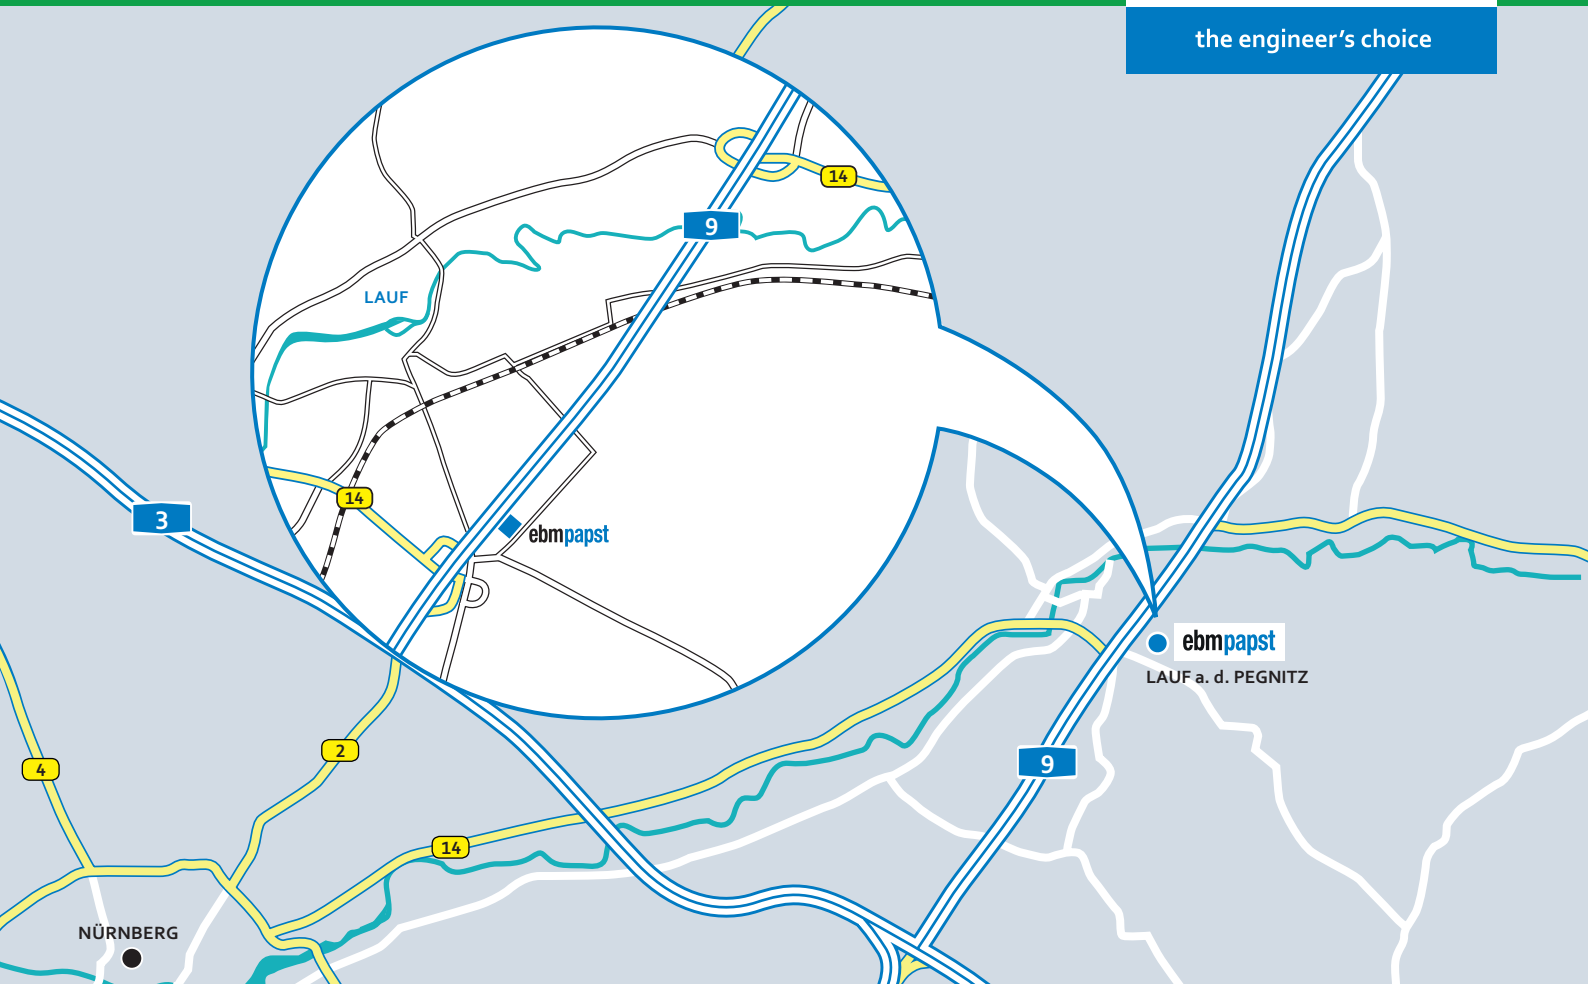 the engineer's choice
14
9
LAUF
14
3
ebmpapst
ebmpapst
LAUF a. d. PEGNITZ
2
9
4
14
NÜRNBERG